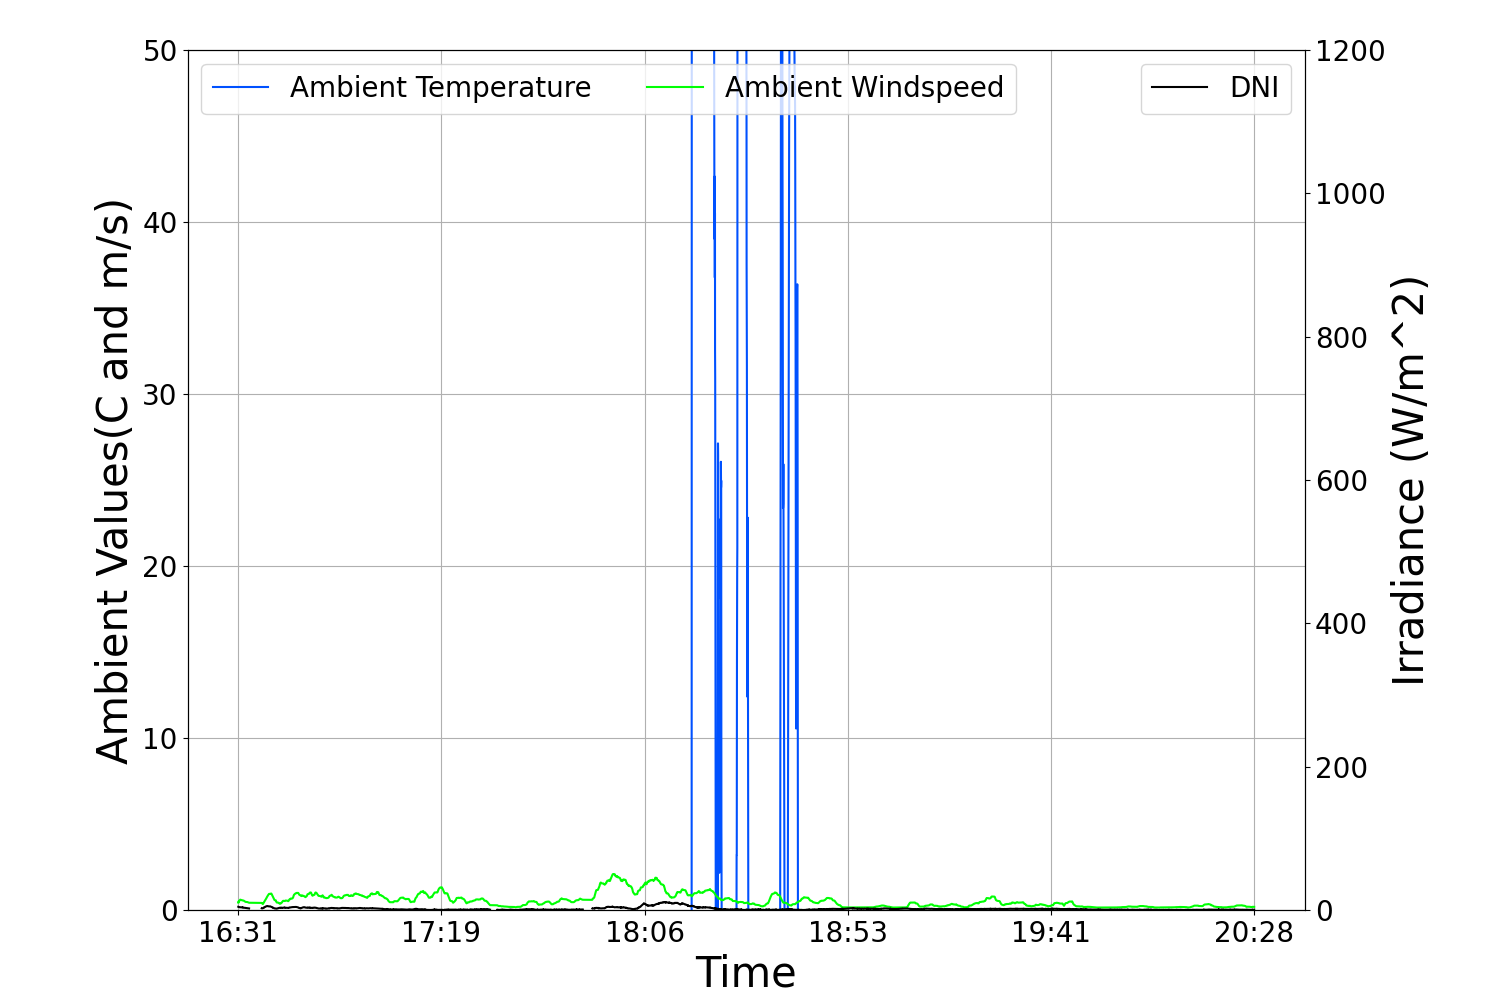 Ambient Temperature
Ambient Windspeed
DNI
Ambient Values(C and m/s)
50
40
30
20
10
0
Irradiance (W/m^2)
1200
1000
800
600
400
200
0
16:31 17:19 18:06 18:53 19:41 20:28
Time